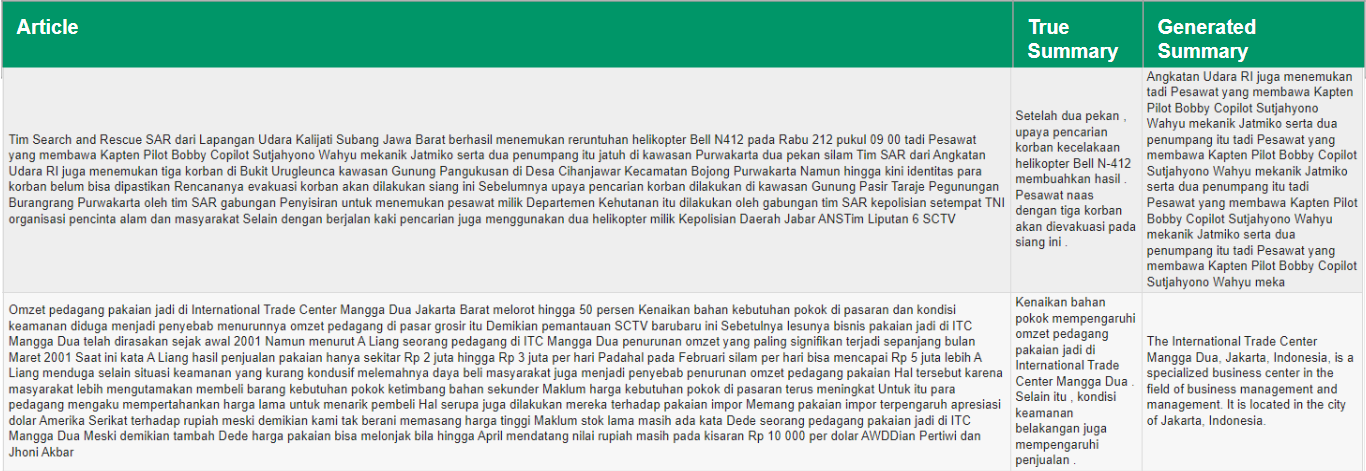 Article
True
Summary
Generated
Summary
Tim Search and Rescue SAR dari Lapangan Udara Kalijati Subang Jawa Barat berhasil menemukan reruntuhan helikopter Bell N412 pada Rabu 212 pukul 09 00 tadi Pesawat
yang membawa Kapten Pilot Bobby Copilot Sutjahyono Wahyu mekanik Jatmiko serta dua penumpang itu jatuh di kawasan Purwakarta dua pekan silam Tim SAR dari Angkatan
Udara RI juga menemukan tiga korban di Bukit Urugleunca kawasan Gunung Pangukusan di Desa Cihanjawar Kecamatan Bojong Purwakarta Namun hingga kini identitas para
korban belum bisa dipastikan Rencananya evakuasi korban akan dilakukan siang ini Sebelumnya upaya pencarian korban dilakukan di kawasan Gunung Pasir Taraje Pegunungan
Burangrang Purwakarta oleh tim SAR gabungan Penyisiran untuk menemukan pesawat milik Departemen Kehutanan itu dilakukan oleh gabungan tim SAR kepolisian setempat TNI
organisasi pencinta alam dan masyarakat Selain dengan berjalan kaki pencarian juga menggunakan dua helikopter milik Kepolisian Daerah Jabar ANSTim Liputan 6 SCTV
Setelah dua pekan ,
upaya pencarian
korban kecelakaan
helikopter Bell N-412
membuahkan hasil .
Pesawat naas
dengan tiga korban
akan dievakuasi pada
siang ini .
Angkatan Udara RI juga menemukan
tadi Pesawat yang membawa Kapten
Pilot Bobby Copilot Sutjahyono
Wahyu mekanik Jatmiko serta dua
penumpang itu tadi Pesawat yang
membawa Kapten Pilot Bobby Copilot
Sutjahyono Wahyu mekanik Jatmiko
serta dua penumpang itu tadi
Pesawat yang membawa Kapten Pilot
Bobby Copilot Sutjahyono Wahyu
mekanik Jatmiko serta dua
penumpang itu tadi Pesawat yang
membawa Kapten Pilot Bobby Copilot
Sutjahyono Wahyu meka
Omzet pedagang pakaian jadi di International Trade Center Mangga Dua Jakarta Barat melorot hingga 50 persen Kenaikan bahan kebutuhan pokok di pasaran dan kondisi
keamanan diduga menjadi penyebab menurunnya omzet pedagang di pasar grosir itu Demikian pemantauan SCTV barubaru ini Sebetulnya lesunya bisnis pakaian jadi di ITC
Mangga Dua telah dirasakan sejak awal 2001 Namun menurut A Liang seorang pedagang di ITC Mangga Dua penurunan omzet yang paling signifikan terjadi sepanjang bulan
Maret 2001 Saat ini kata A Liang hasil penjualan pakaian hanya sekitar Rp 2 juta hingga Rp 3 juta per hari Padahal pada Februari silam per hari bisa mencapai Rp 5 juta lebih A
Liang menduga selain situasi keamanan yang kurang kondusif melemahnya daya beli masyarakat juga menjadi penyebab penurunan omzet pedagang pakaian Hal tersebut karena
masyarakat lebih mengutamakan membeli barang kebutuhan pokok ketimbang bahan sekunder Maklum harga kebutuhan pokok di pasaran terus meningkat Untuk itu para
pedagang mengaku mempertahankan harga lama untuk menarik pembeli Hal serupa juga dilakukan mereka terhadap pakaian impor Memang pakaian impor terpengaruh apresiasi
dolar Amerika Serikat terhadap rupiah meski demikian kami tak berani memasang harga tinggi Maklum stok lama masih ada kata Dede seorang pedagang pakaian jadi di ITC
Mangga Dua Meski demikian tambah Dede harga pakaian bisa melonjak bila hingga April mendatang nilai rupiah masih pada kisaran Rp 10 000 per dolar AWDDian Pertiwi dan
Jhoni Akbar
Kenaikan bahan
pokok mempengaruhi
omzet pedagang
pakaian jadi di
International Trade
Center Mangga Dua .
Selain itu , kondisi
keamanan
belakangan juga
mempengaruhi
penjualan .
The International Trade Center
Mangga Dua, Jakarta, Indonesia, is a
specialized business center in the
field of business management and
management. It is located in the city
of Jakarta, Indonesia.